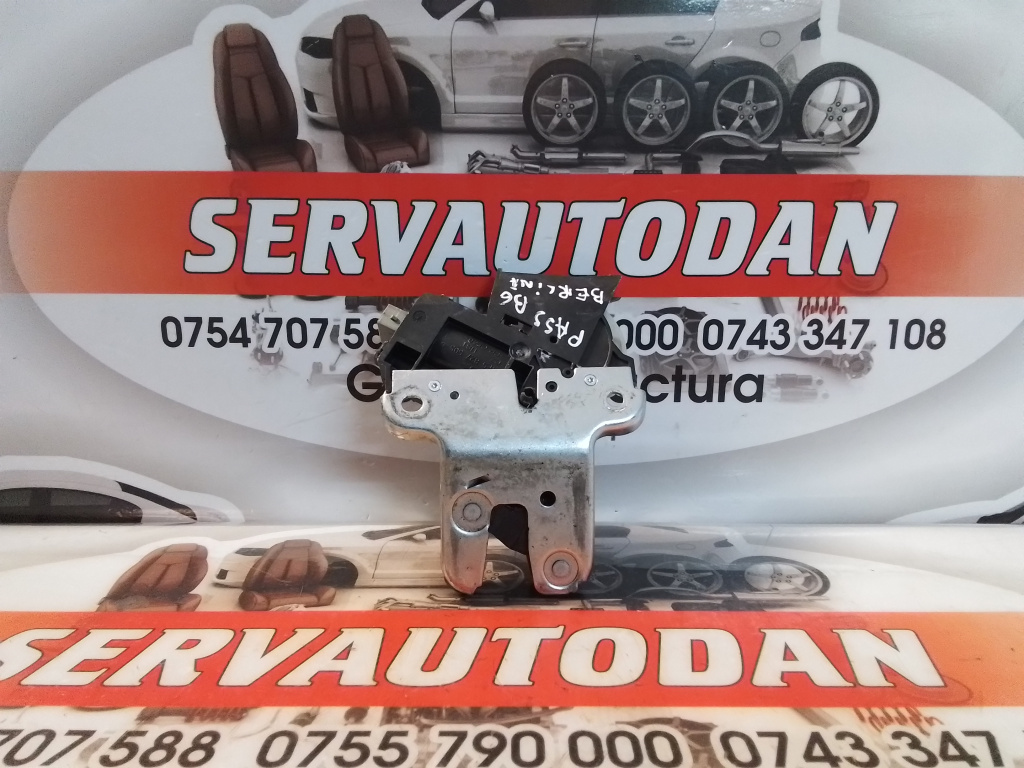 SERVAUTODAN
0754 707 58 000 0743 347 108
G ctura
PASS B6
BERLINA
SERVAUTODAN
707 588 0755 790 000 0743 347